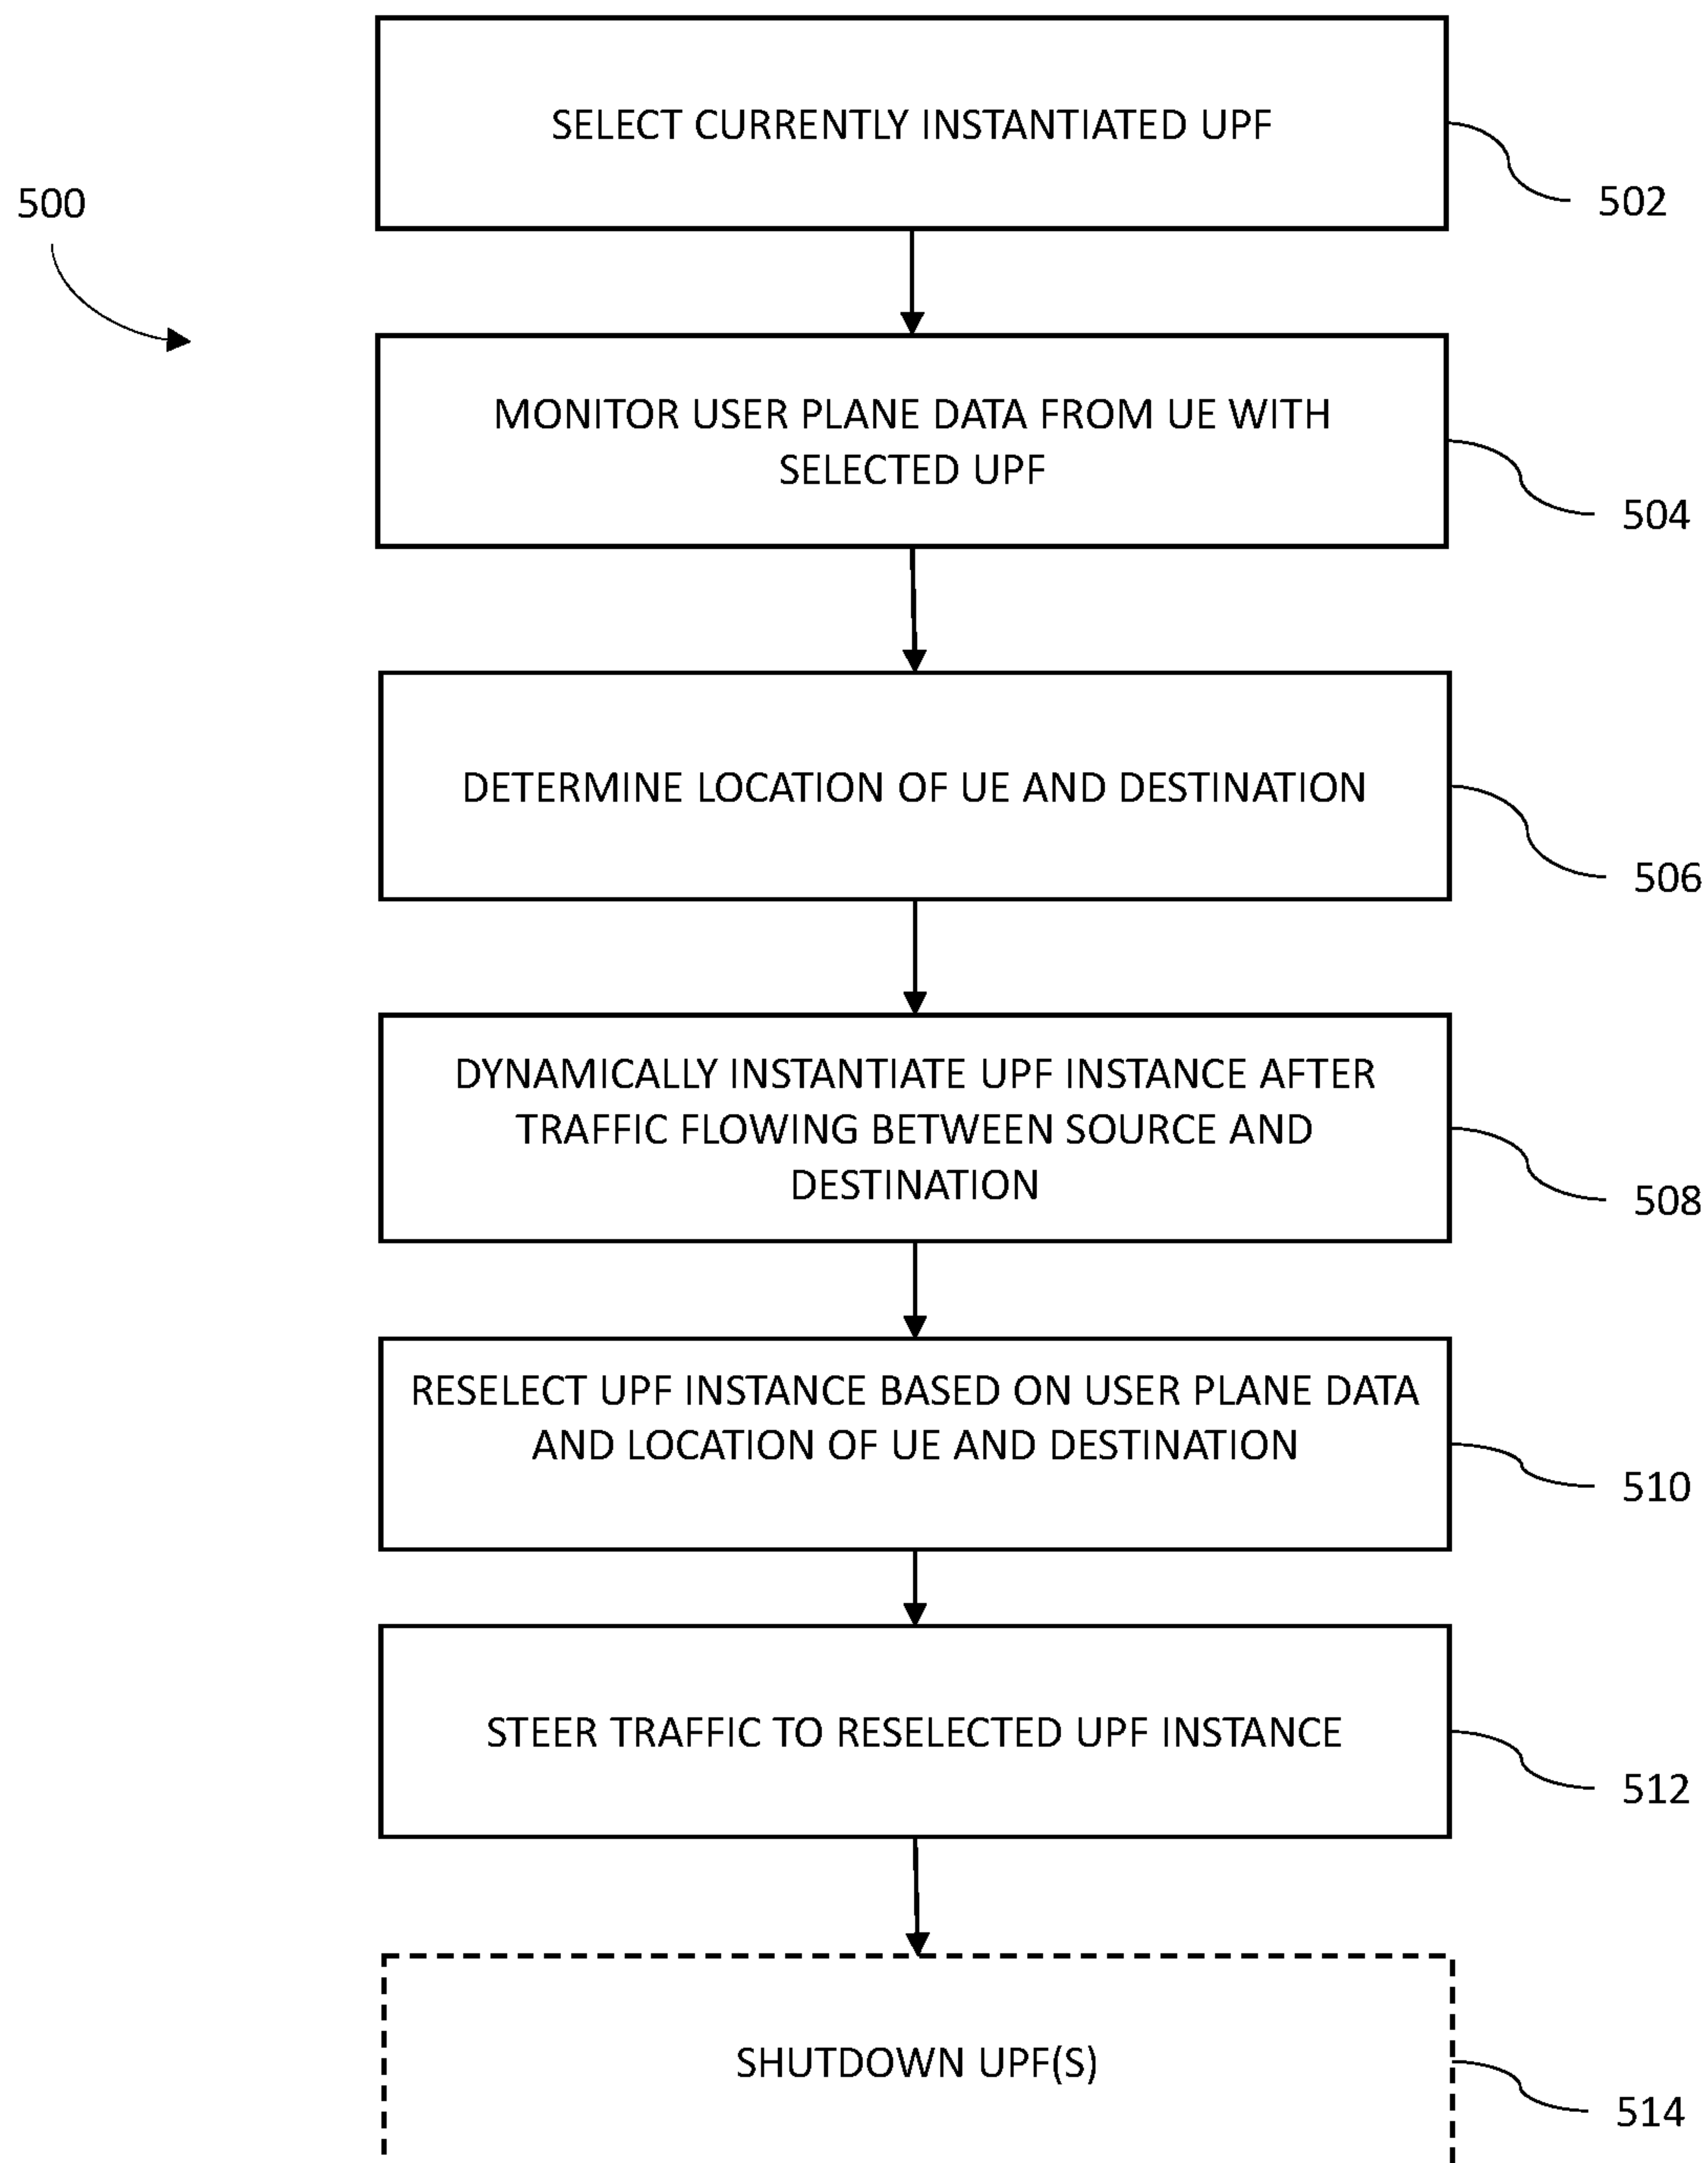 SELECT CURRENTLY INSTANTIATED UPF
500
502
MONITOR USER PLANE DATA FROM UE WITH
SELECTED UPF
504
DETERMINE LOCATION OF UE AND DESTINATION
506
DYNAMICALLY INSTANTIATE UPF INSTANCE AFTER
TRAFFIC FLOWING BETWEEN SOURCE AND
DESTINATION
508
RESELECT UPF INSTANCE BASED ON USER PLANE DATA
AND LOCATION OF UE AND DESTINATION
510
STEER TRAFFIC TO RESELECTED UPF INSTANCE
512
SHUTDOWN UPF(S)
514